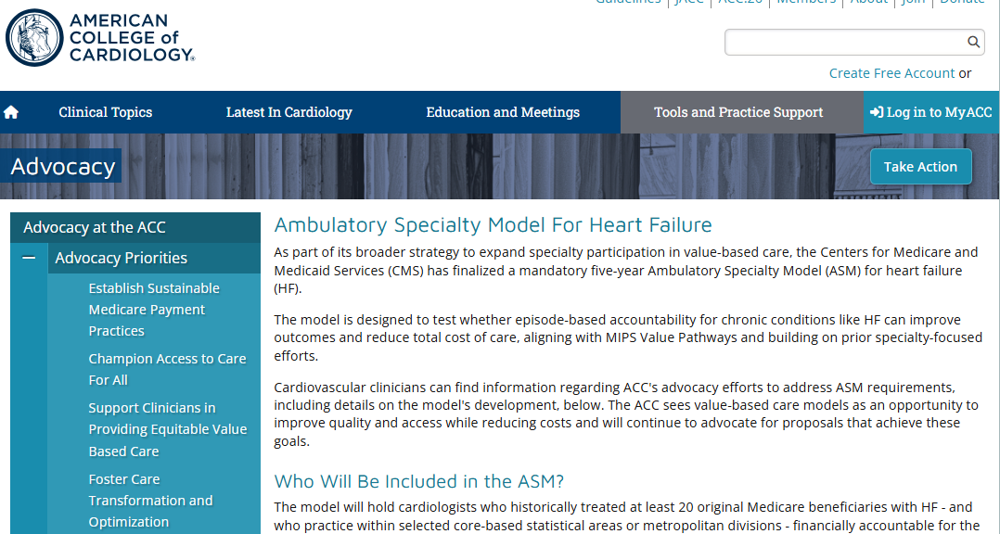 Guidelines | JACC | ACC.26 | Members | About | Join | Donate
AMERICAN
COLLEGE of
CARDIOLOGY®
Create Free Account or
Clinical Topics
Latest In Cardiology
Education and Meetings
Tools and Practice Support
Log in to MyACC
Advocacy
Take Action
Advocacy at the ACC
Advocacy Priorities
Establish Sustainable
Medicare Payment
Practices
Champion Access to Care
For All
Support Clinicians in
Providing Equitable Value
Based Care
Foster Care
Transformation and
Optimization
Ambulatory Specialty Model For Heart Failure
As part of its broader strategy to expand specialty participation in value-based care, the Centers for Medicare and
Medicaid Services (CMS) has finalized a mandatory five-year Ambulatory Specialty Model (ASM) for heart failure
(HF).
The model is designed to test whether episode-based accountability for chronic conditions like HF can improve
outcomes and reduce total cost of care, aligning with MIPS Value Pathways and building on prior specialty-focused
efforts.
Cardiovascular clinicians can find information regarding ACC's advocacy efforts to address ASM requirements,
including details on the model's development, below. The ACC sees value-based care models as an opportunity to
improve quality and access while reducing costs and will continue to advocate for proposals that achieve these
goals.
Who Will Be Included in the ASM?
The model will hold cardiologists who historically treated at least 20 original Medicare beneficiaries with HF - and
who practice within selected core-based statistical areas or metropolitan divisions - financially accountable for the